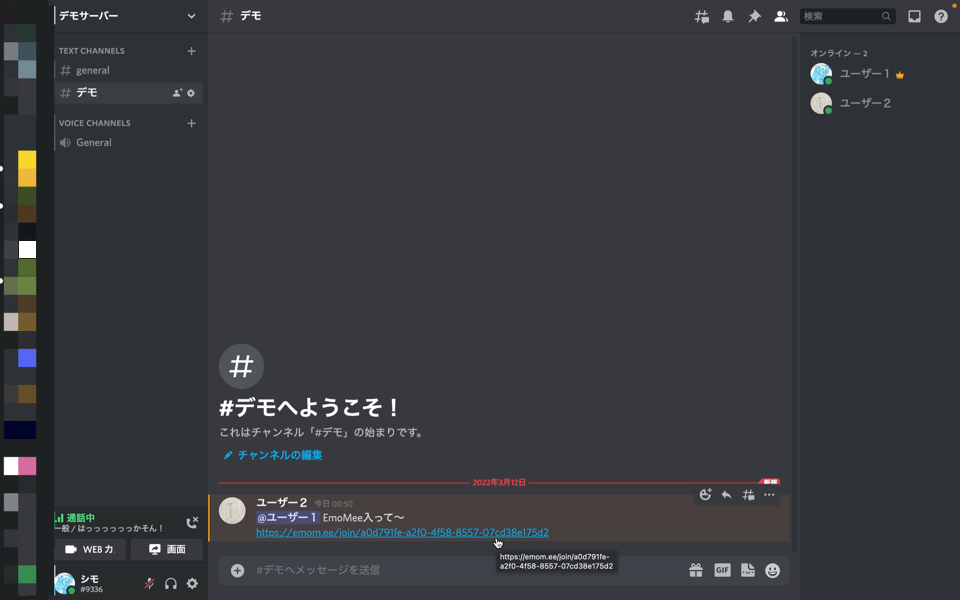 デモサーバー
TEXT CHANNELS
general
デモ
VOICE CHANNELS
General
通話中
一般 / はっっっっっっかそん！
WEB カ.
画面
シモ
#9336
デモ
検索
#デモへようこそ！
これはチャンネル「#デモ」の始まりです。
チャンネルの編集
2022年3月12日
新規
ユーザー2 今日 00:50
@ユーザー1 EmoMee入って〜
https://emom.ee/join/a0d791fe-a2f0-4f58-8557-07cd38e175d2
https://emom.ee/join/a0d791fe-
a2f0-4f58-8557-07cd38e175d2
#デモへメッセージを送信
GIF
オンライン — 2
ユーザー1
ユーザー2